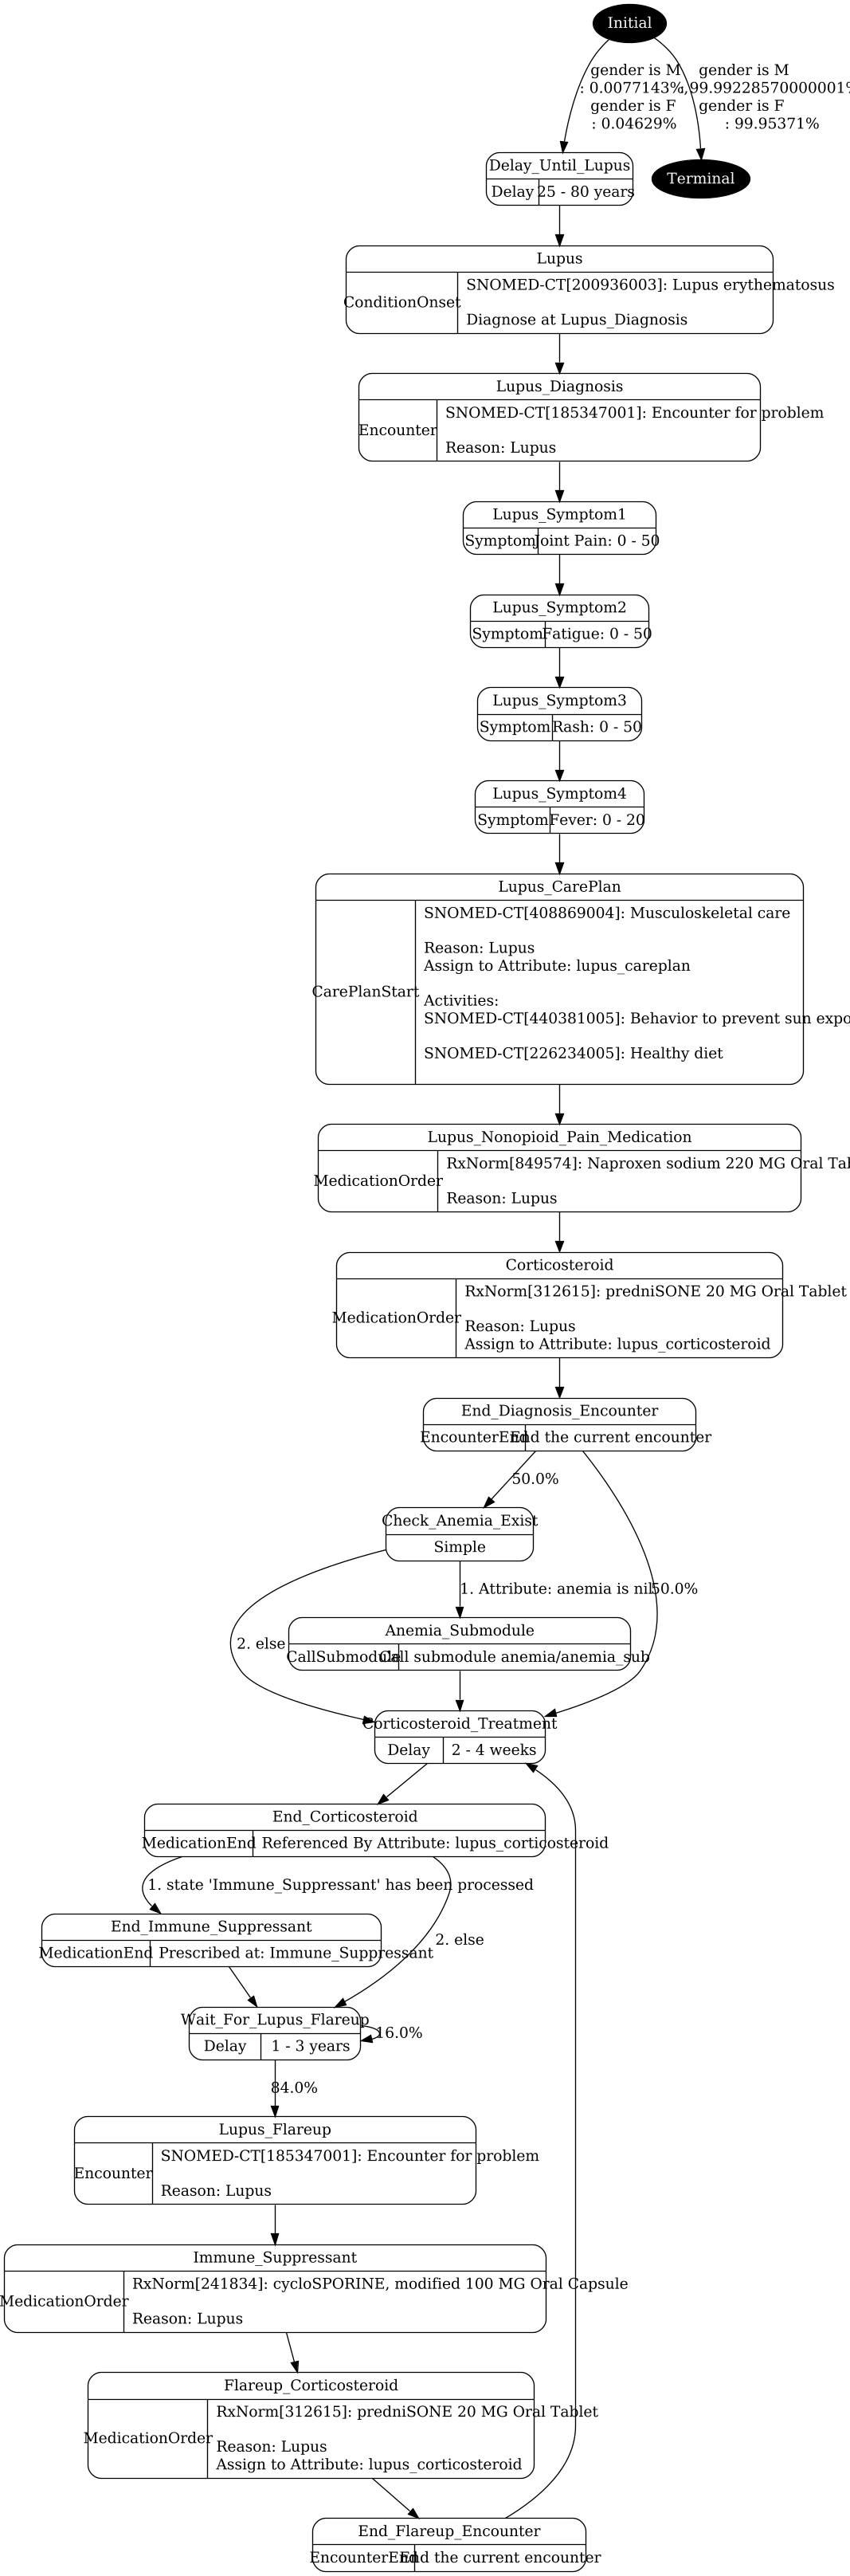 Initial
gender is M
: 0.0077143%,
gender is F
: 0.04629%
gender is M
: 99.99228570000001%
gender is F
: 99.95371%
Delay_Until_Lupus
Delay
25 - 80 years
Terminal
Lupus
ConditionOnset
SNOMED-CT[200936003]: Lupus erythematosus
Diagnose at Lupus_Diagnosis
Lupus_Diagnosis
Encounter
SNOMED-CT[185347001]: Encounter for problem
Reason: Lupus
Lupus_Symptom1
Symptom
Joint Pain: 0 - 50
Lupus_Symptom2
Symptom
Fatigue: 0 - 50
Lupus_Symptom3
Symptom
Rash: 0 - 50
Lupus_Symptom4
Symptom
Fever: 0 - 20
Lupus_CarePlan
CarePlanStart
SNOMED-CT[408869004]: Musculoskeletal care
Reason: Lupus
Assign to Attribute: lupus_careplan
Activities:
SNOMED-CT[440381005]: Behavior to prevent sun expo
SNOMED-CT[226234005]: Healthy diet
Lupus_Nonopioid_Pain_Medication
MedicationOrder
RxNorm[849574]: Naproxen sodium 220 MG Oral Tab
Reason: Lupus
Corticosteroid
MedicationOrder
RxNorm[312615]: predniSONE 20 MG Oral Tablet
Reason: Lupus
Assign to Attribute: lupus_corticosteroid
End_Diagnosis_Encounter
EncounterEnd
End the current encounter
50.0%
Check_Anemia_Exist
Simple
1. Attribute: anemia is nil
50.0%
2. else
Anemia_Submodule
CallSubmodule
Call submodule anemia/anemia_sub
Corticosteroid_Treatment
Delay
2 - 4 weeks
End_Corticosteroid
MedicationEnd
Referenced By Attribute: lupus_corticosteroid
1. state 'Immune_Suppressant' has been processed
End_Immune_Suppressant
MedicationEnd
Prescribed at: Immune_Suppressant
2. else
Wait_For_Lupus_Flareup
Delay
1 - 3 years
16.0%
84.0%
Lupus_Flareup
Encounter
SNOMED-CT[185347001]: Encounter for problem
Reason: Lupus
Immune_Suppressant
MedicationOrder
RxNorm[241834]: cycloSPORINE, modified 100 MG Oral Capsule
Reason: Lupus
Flareup_Corticosteroid
MedicationOrder
RxNorm[312615]: predniSONE 20 MG Oral Tablet
Reason: Lupus
Assign to Attribute: lupus_corticosteroid
End_Flareup_Encounter
EncounterEnd
End the current encounter